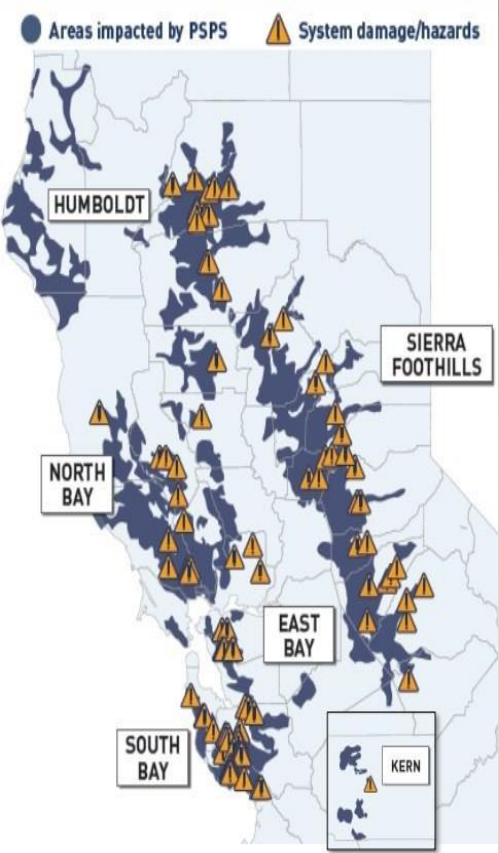 Areas impacted by PSPS
System damage/hazards
HUMBOLDT
SIERRA
FOOTHILLS
NORTH
BAY
EAST
BAY
SOUTH
BAY
KERN